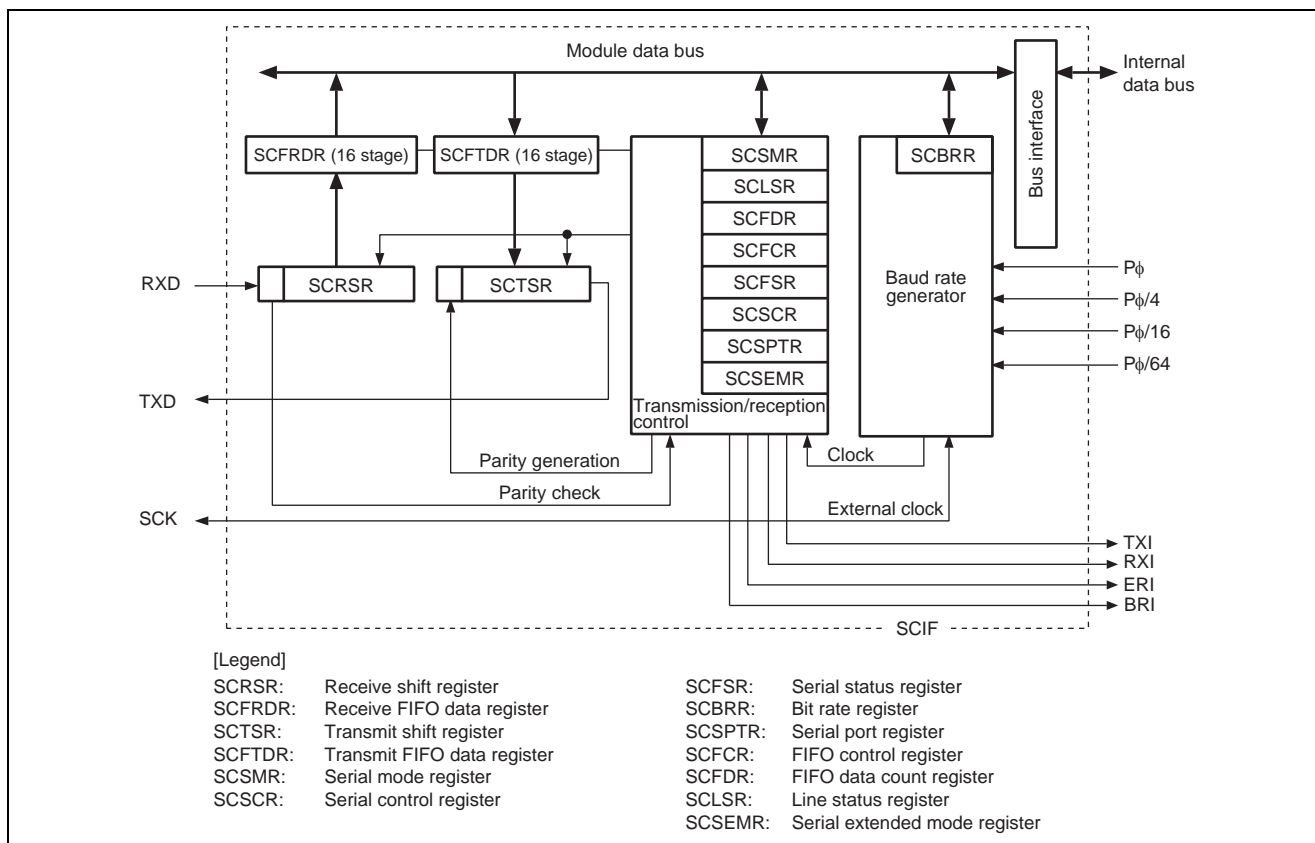 Module data bus
Internal
data bus
Bus interface
SCFRDR (16 stage)
SCFTDR (16 stage)
SCSMR
SCBRR
SCLSR
SCFDR
SCFCR
SCFSR
SCSCR
SCSPTR
SCSEMR
Transmission/reception
control
RXD
SCRSR
SCTSR
Baud rate
generator
Pφ
Pφ/4
Pφ/16
Pφ/64
TXD
Parity generation
Clock
Parity check
SCK
External clock
TXI
RXI
ERI
BRI
SCIF
[Legend]
SCRSR: Receive shift register
SCFRDR: Receive FIFO data register
SCTSR: Transmit shift register
SCFTDR: Transmit FIFO data register
SCSMR: Serial mode register
SCSCR: Serial control register
SCFSR: Serial status register
SCBRR: Bit rate register
SCSPTR: Serial port register
SCFCR: FIFO control register
SCFDR: FIFO data count register
SCLSR: Line status register
SCSEMR: Serial extended mode register